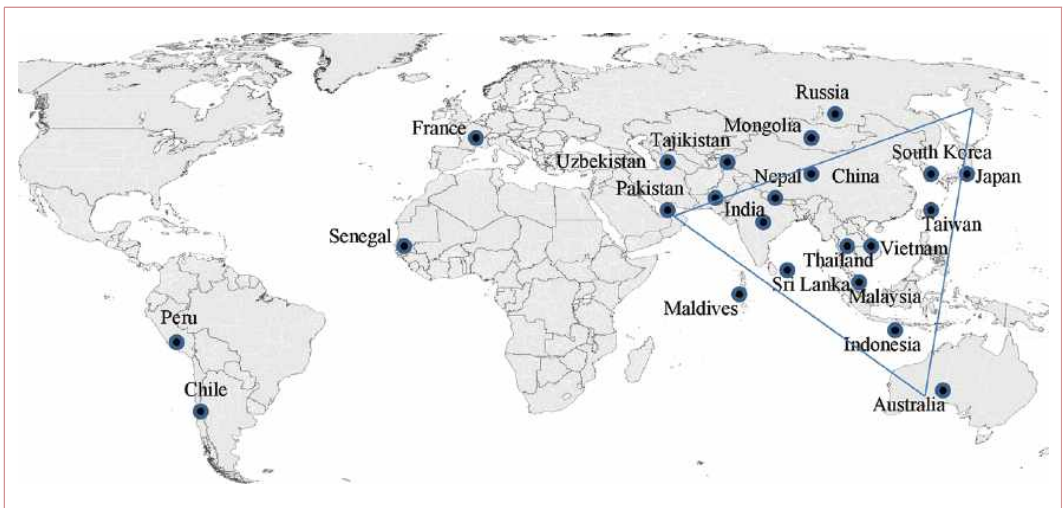 Russia
France
Mongolia
Tajikistan
Uzbekistan
South Korea
Nepal
China
Japan
Pakistan
India
Taiwan
Senegal
Thailand
Vietnam
Sri Lanka
Malaysia
Maldives
Peru
Indonesia
Chile
Australia